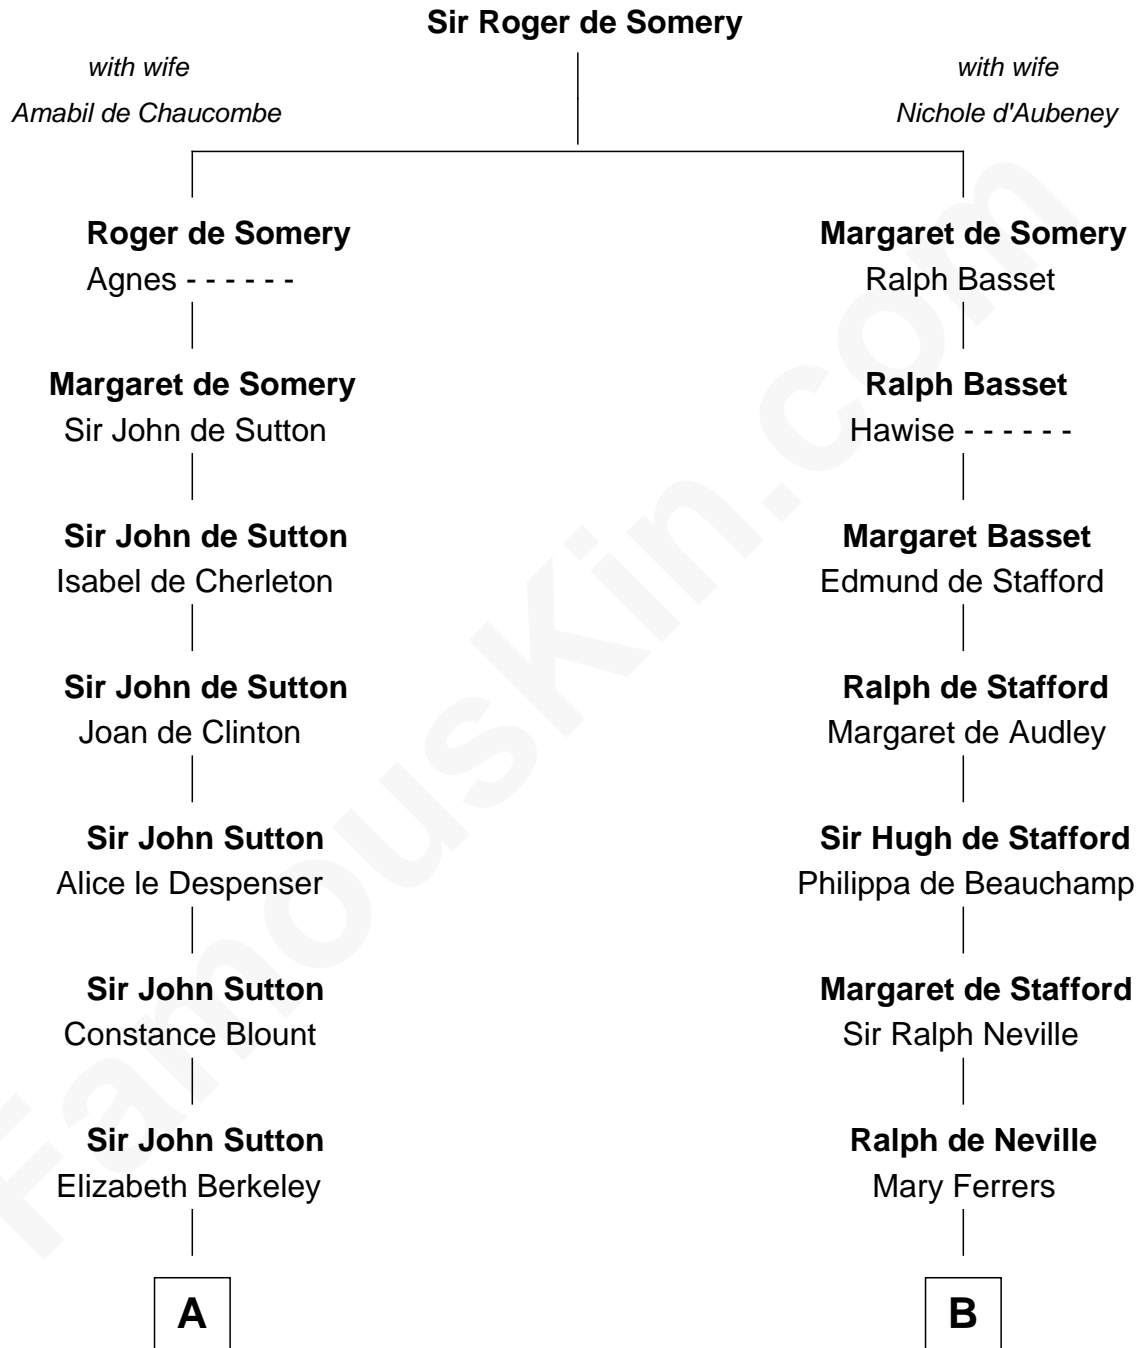 Sir Roger de Somery
with wife
Amabil de Chaucombe
with wife
Nichole d'Aubeney
Roger de Somery
Agnes - - - - - -
Margaret de Somery
Sir John de Sutton
Sir John de Sutton
Isabel de Cherleton
Sir John de Sutton
Joan de Clinton
Sir John Sutton
Alice le Despenser
Sir John Sutton
Constance Blount
Sir John Sutton
Elizabeth Berkeley
A
Margaret de Somery
Ralph Basset
Ralph Basset
Hawise - - - - - -
Margaret Basset
Edmund de Stafford
Ralph de Stafford
Margaret de Audley
Sir Hugh de Stafford
Philippa de Beauchamp
Margaret de Stafford
Sir Ralph Neville
Ralph de Neville
Mary Ferrers
B
FamousKin.com